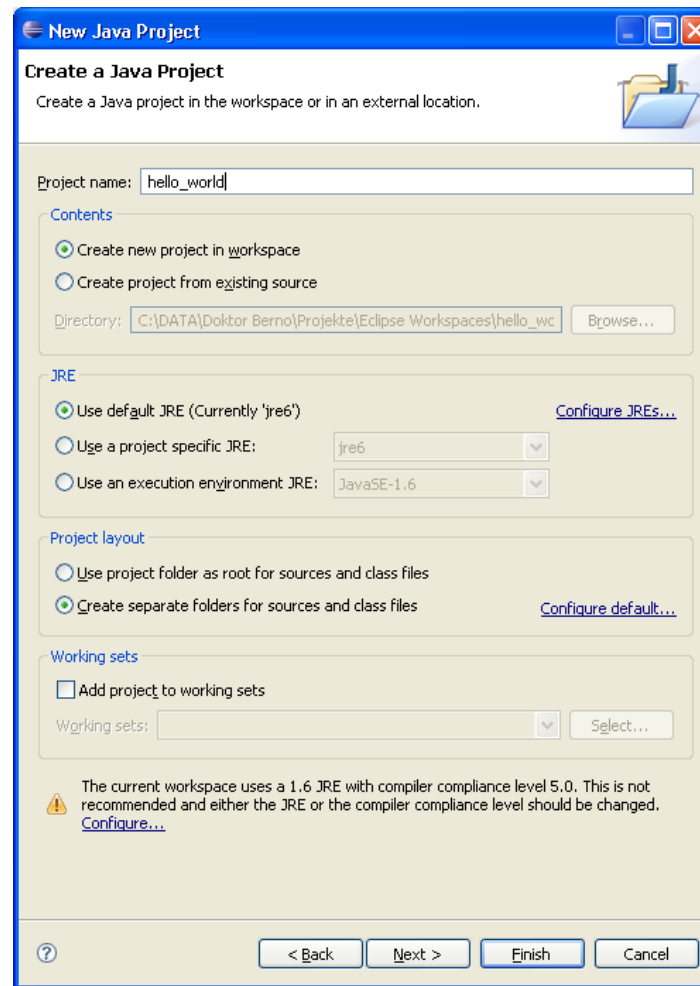 New Java Project
Create a Java Project
Create a Java project in the workspace or in an external location.
Project name: hello_world
Contents
Create new project in workspace
Create project from existing source
Directory: C:\DATA\Doktor Berno\Projekte\Eclipse Workspaces\hello_wc Browse...
JRE
Use default JRE (Currently 'jre6') Configure JREs...
Use a project specific JRE: jre6
Use an execution environment JRE: JavaSE-1.6
Project layout
Use project folder as root for sources and class files
Create separate folders for sources and class files Configure default...
Working sets
Add project to working sets
Working sets: Select...
The current workspace uses a 1.6 JRE with compiler compliance level 5.0. This is not
recommended and either the JRE or the compiler compliance level should be changed.
Configure...
? < Back Next > Finish Cancel